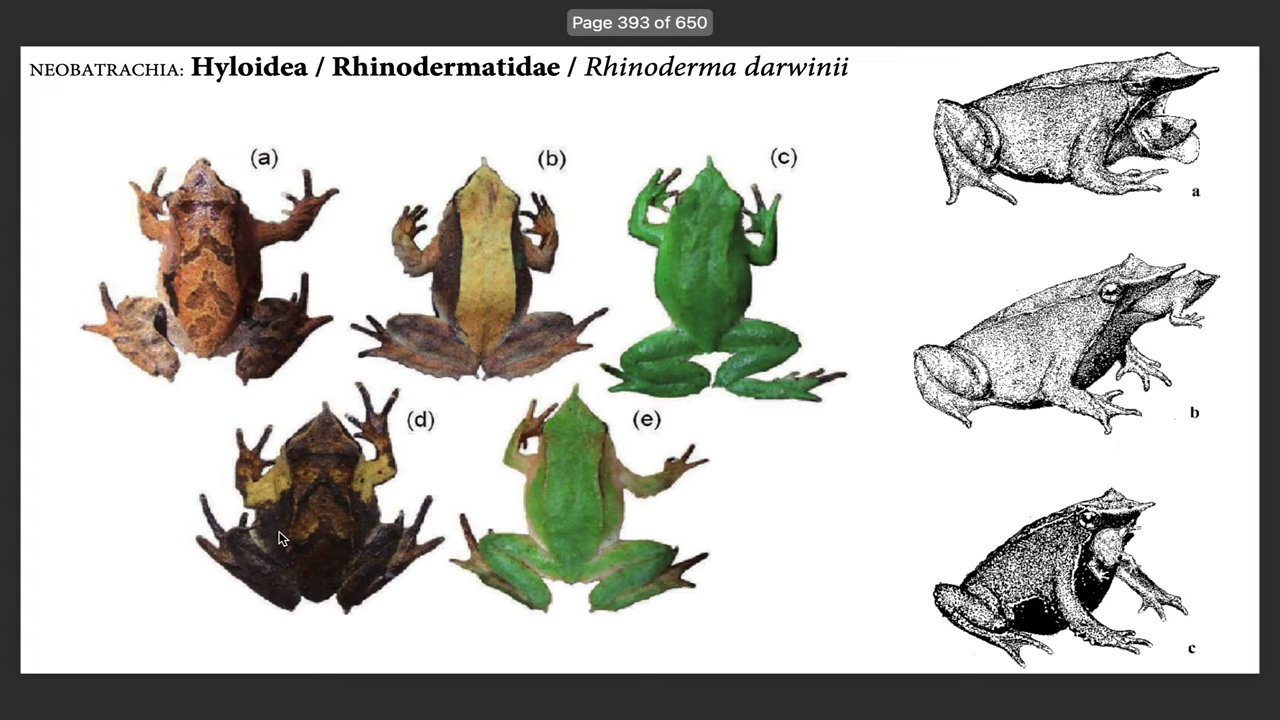 Page 393 of 650
NEOBATRACHIA: Hyloidea / Rhinodermatidae / Rhinoderma darwinii
(a)
(b)
(c)
(d)
(e)
a
b
c